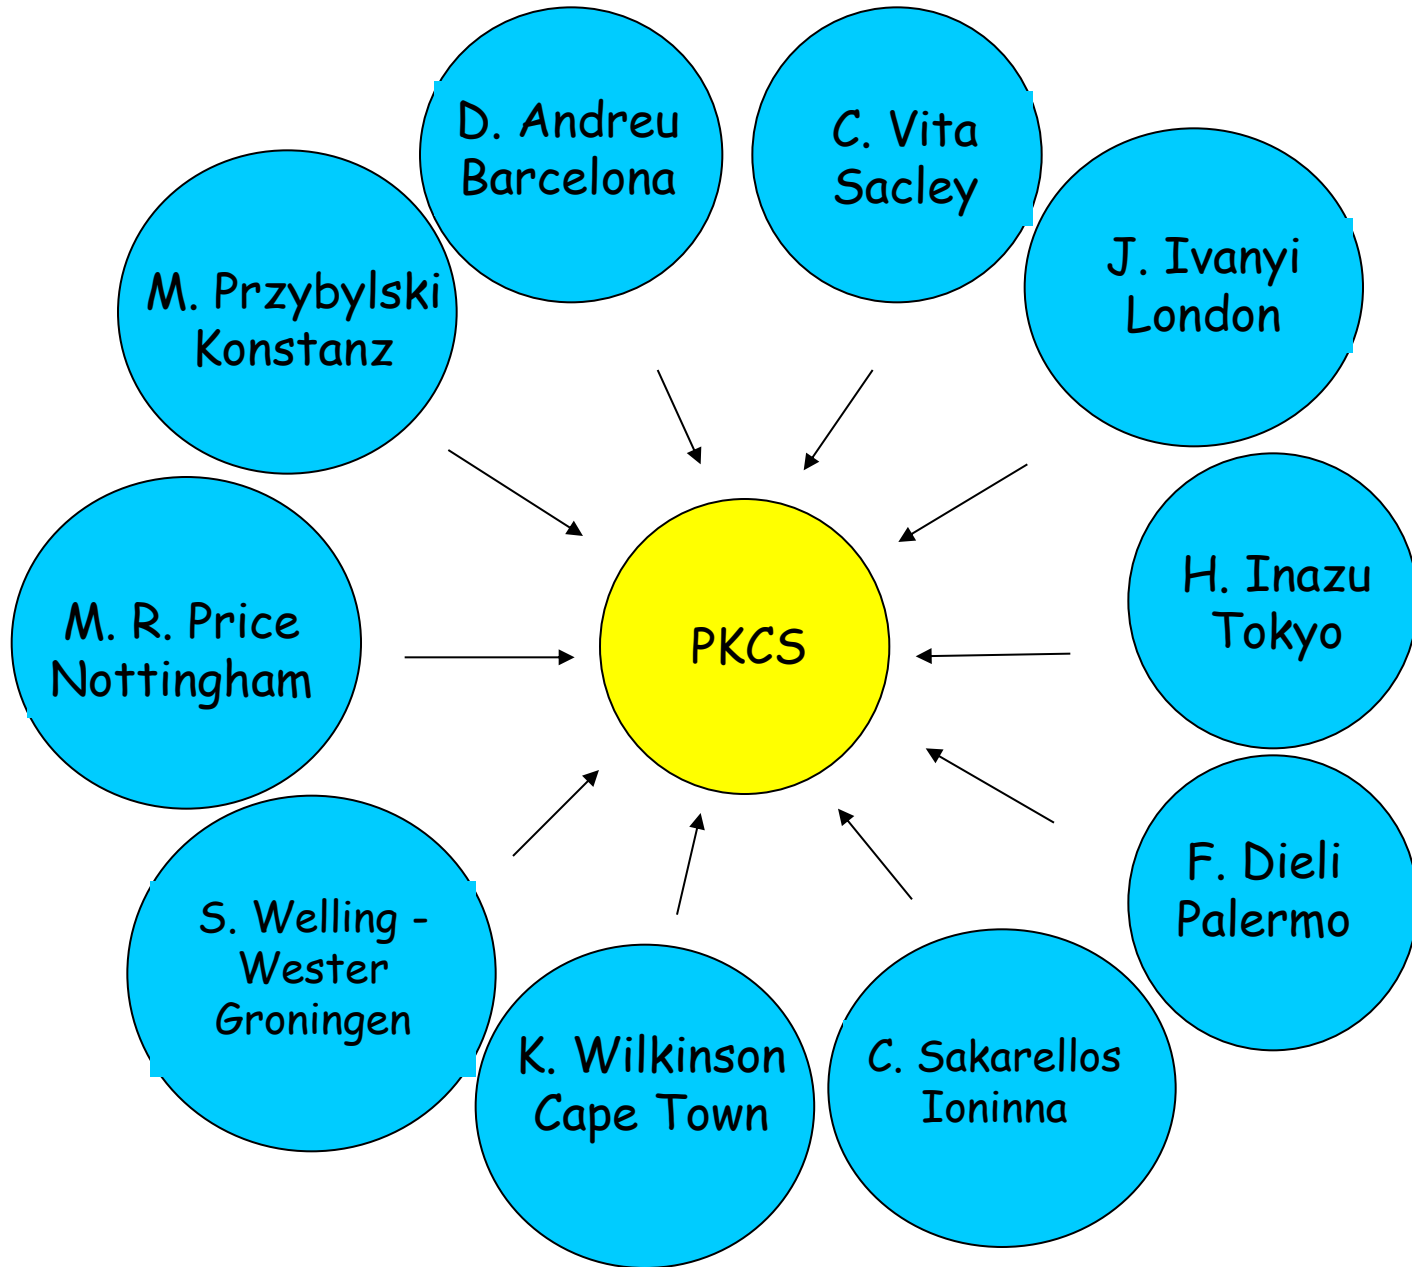 D. Andreu
Barcelona
C. Vita
Sacley
J. Ivanyi
London
M. Przybylski
Konstanz
H. Inazu
Tokyo
M. R. Price
Nottingham
PKCS
F. Dieli
Palermo
S. Welling -
Wester
Groningen
K. Wilkinson
Cape Town
C. Sakarellos
Ioninna